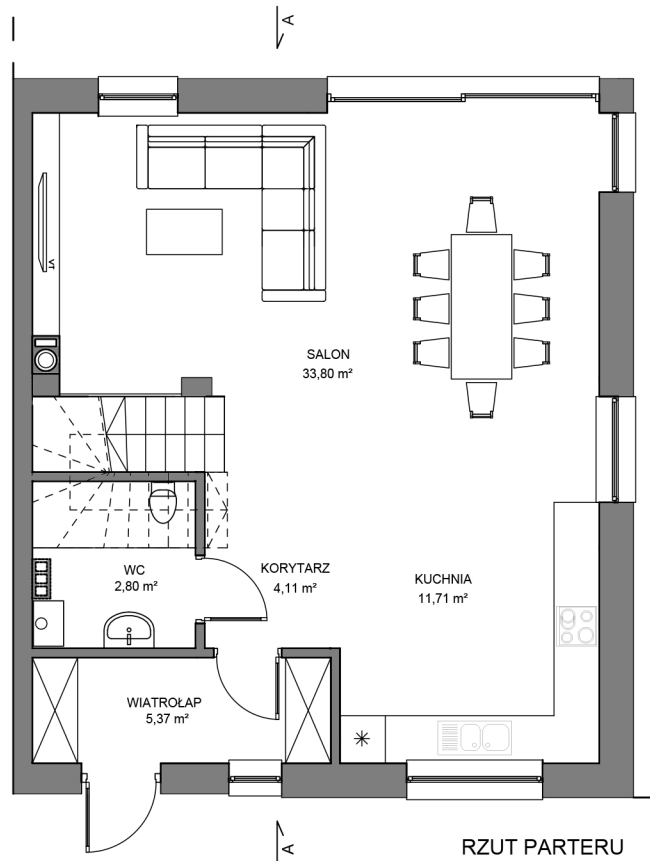 A
TV
SALON
33,80 m²
WC
2,80 m²
KORYTARZ
4,11 m²
KUCHNIA
11,71 m²
WIATROŁAP
5,37 m²
A
RZUT PARTERU